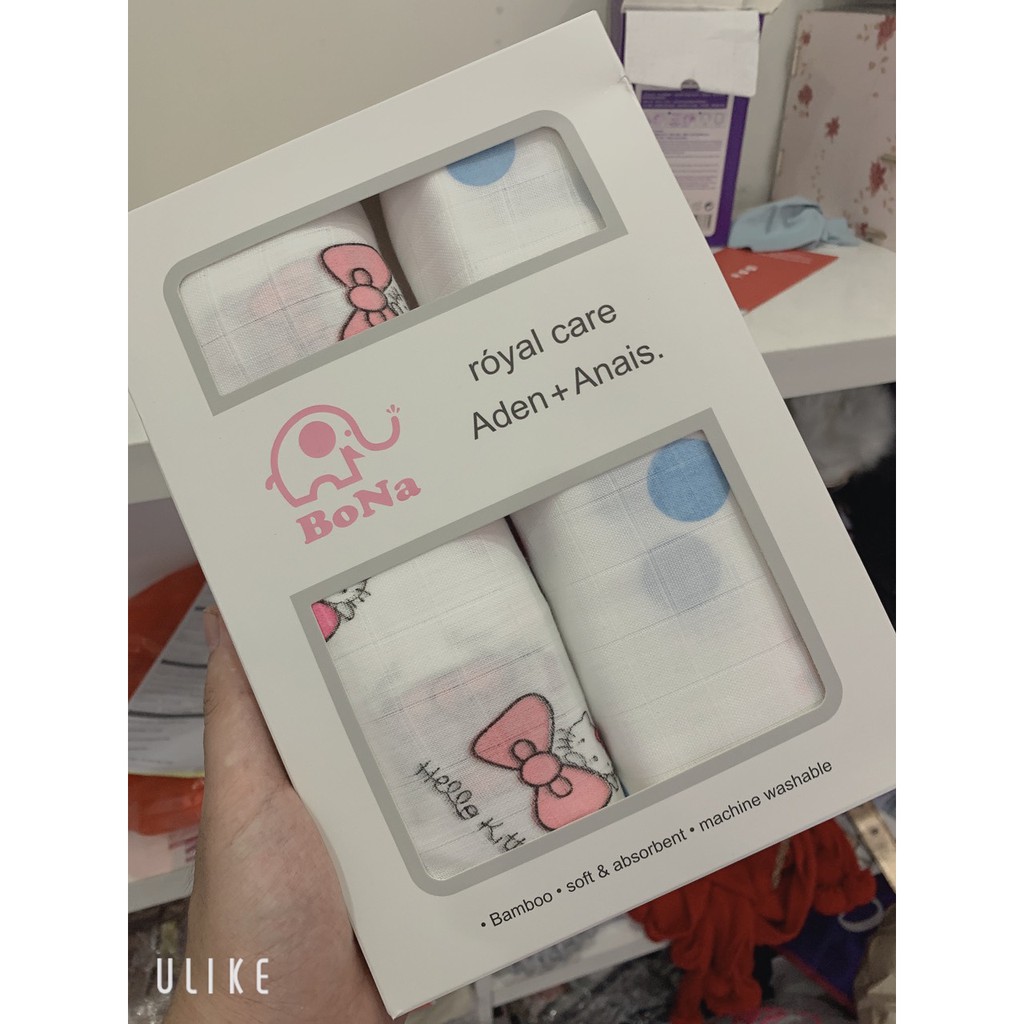 róyal care
Aden + Anais.
BoNa
Hello Kitt
• Bamboo • soft & absorbent • machine washable
ULIKE